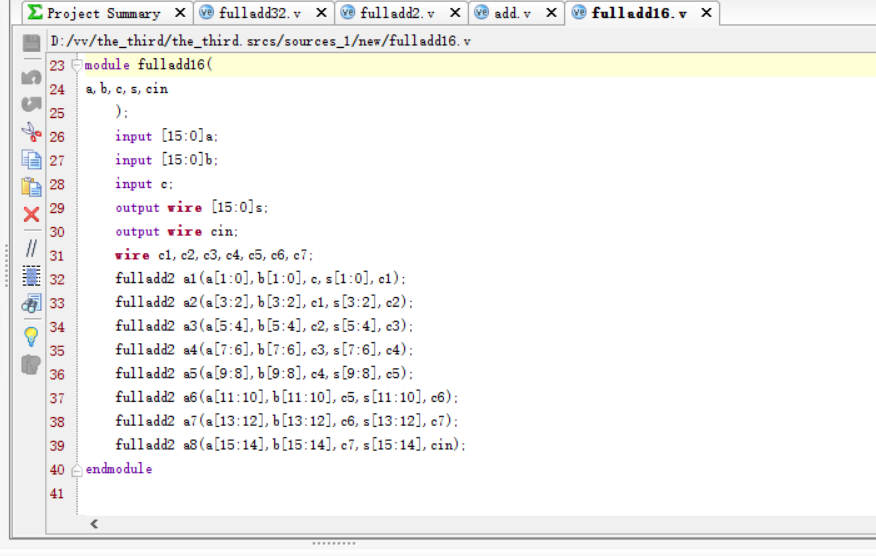 Project Summary × fulladd32.v × fulladd2.v × add.v × fulladd16.v ×
D:/vv/the_third/the_third.srcs/sources_1/new/fulladd16.v
23 module fulladd16(
24 a,b,c,s,cin
25 );
26 input [15:0]a;
27 input [15:0]b;
28 input c;
29 output wire [15:0]s;
30 output wire cin;
31 wire c1,c2,c3,c4,c5,c6,c7;
32 fulladd2 a1(a[1:0],b[1:0],c,s[1:0],c1);
33 fulladd2 a2(a[3:2],b[3:2],c1,s[3:2],c2);
34 fulladd2 a3(a[5:4],b[5:4],c2,s[5:4],c3);
35 fulladd2 a4(a[7:6],b[7:6],c3,s[7:6],c4);
36 fulladd2 a5(a[9:8],b[9:8],c4,s[9:8],c5);
37 fulladd2 a6(a[11:10],b[11:10],c5,s[11:10],c6);
38 fulladd2 a7(a[13:12],b[13:12],c6,s[13:12],c7);
39 fulladd2 a8(a[15:14],b[15:14],c7,s[15:14],cin);
40 endmodule
41